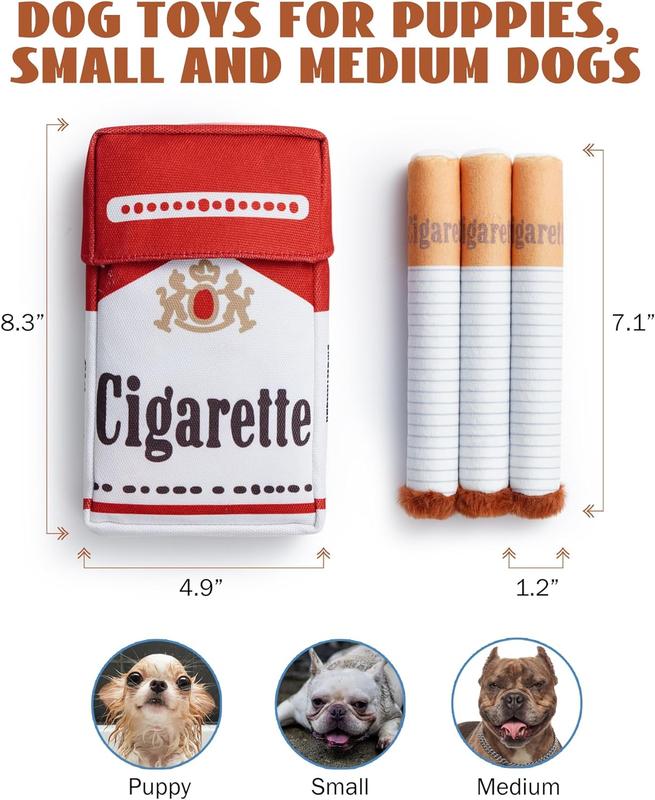 DOG TOYS FOR PUPPIES,
SMALL AND MEDIUM DOGS
Cigarette
8.3”
4.9”
7.1”
1.2”
Puppy
Small
Medium